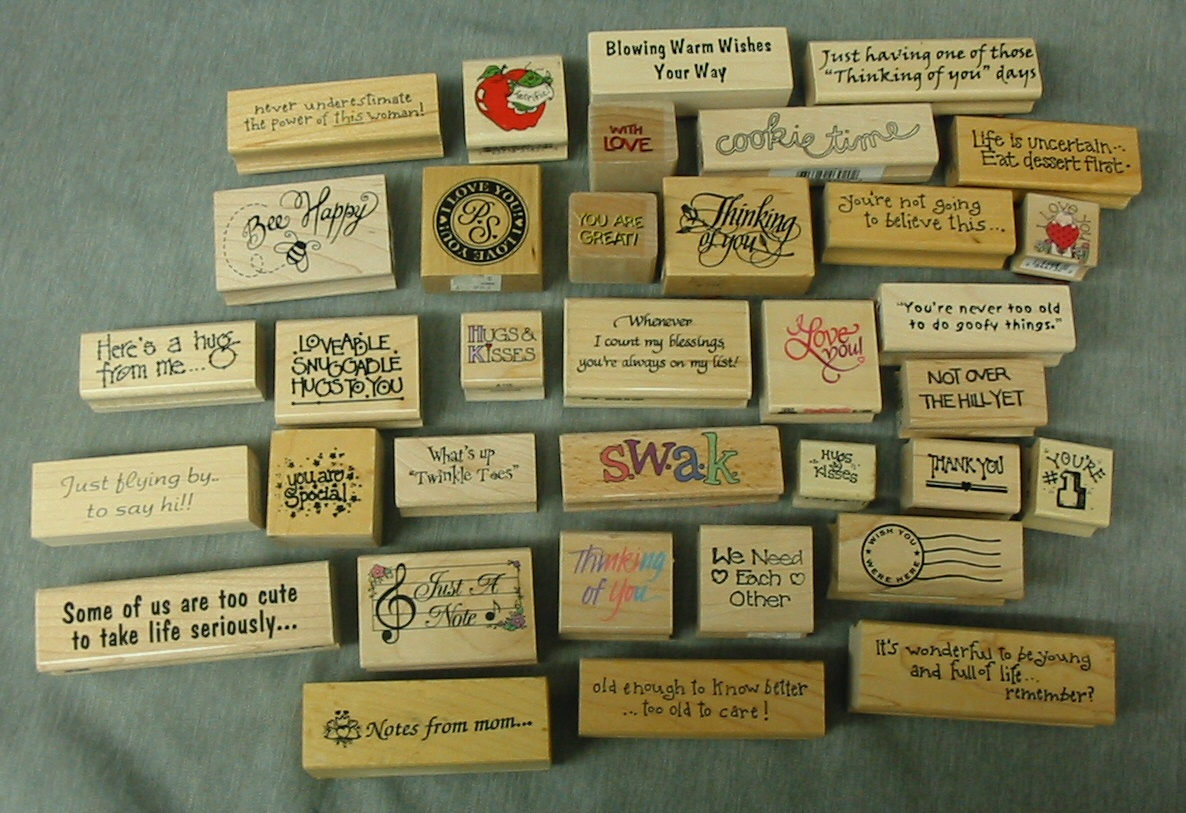 Blowing Warm Wishes
Your Way
Just having one of those
"Thinking of you" days
never underestimate
the power of this woman!
terrific
WITH
LOVE
cookie time
Life is uncertain...
Eat dessert first.
Bee Happy
I LOVE YOU! I LOVE YOU!
P.S.
YOU ARE
GREAT!
Thinking
of you
you're not going
to believe this...
I Love You
Here's a hug
from me...
LOVEABLE
SNUGGABLE
HUGS TO YOU
HUGS &
KISSES
Whenever
I count my blessings,
you're always on my list!
I Love
you!
"You're never too old
to do goofy things."
NOT OVER
THE HILL YET
Just flying by...
to say hi!!
you are
Special
What's up
"Twinkle Toes"
s.w.a.k.
Hugs
Kisses
THANK YOU
YOU'RE
#1
Some of us are too cute
to take life seriously...
Just A
Note
Thinking
of You
We Need
Each
Other
WISH YOU
WERE HERE
It's wonderful to be young
and full of life...
remember?
Notes from mom...
old enough to know better
...too old to care!